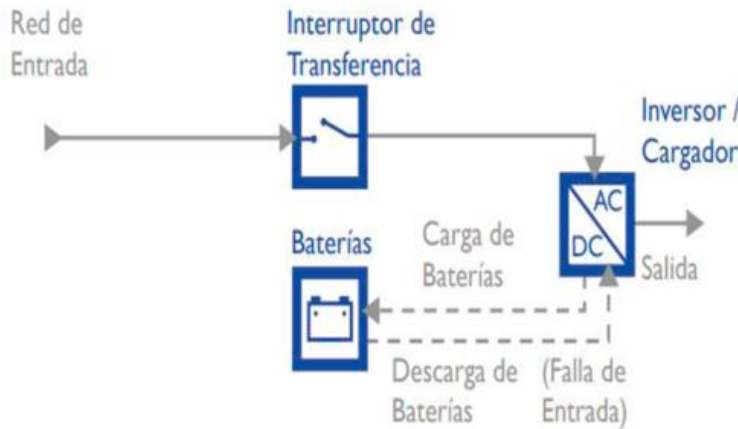 Red de
Entrada
Interruptor de
Transferencia
Inversor /
Cargador
AC
DC
Salida
Baterías
Carga de
Baterías
Descarga de
Baterías
(Falla de
Entrada)